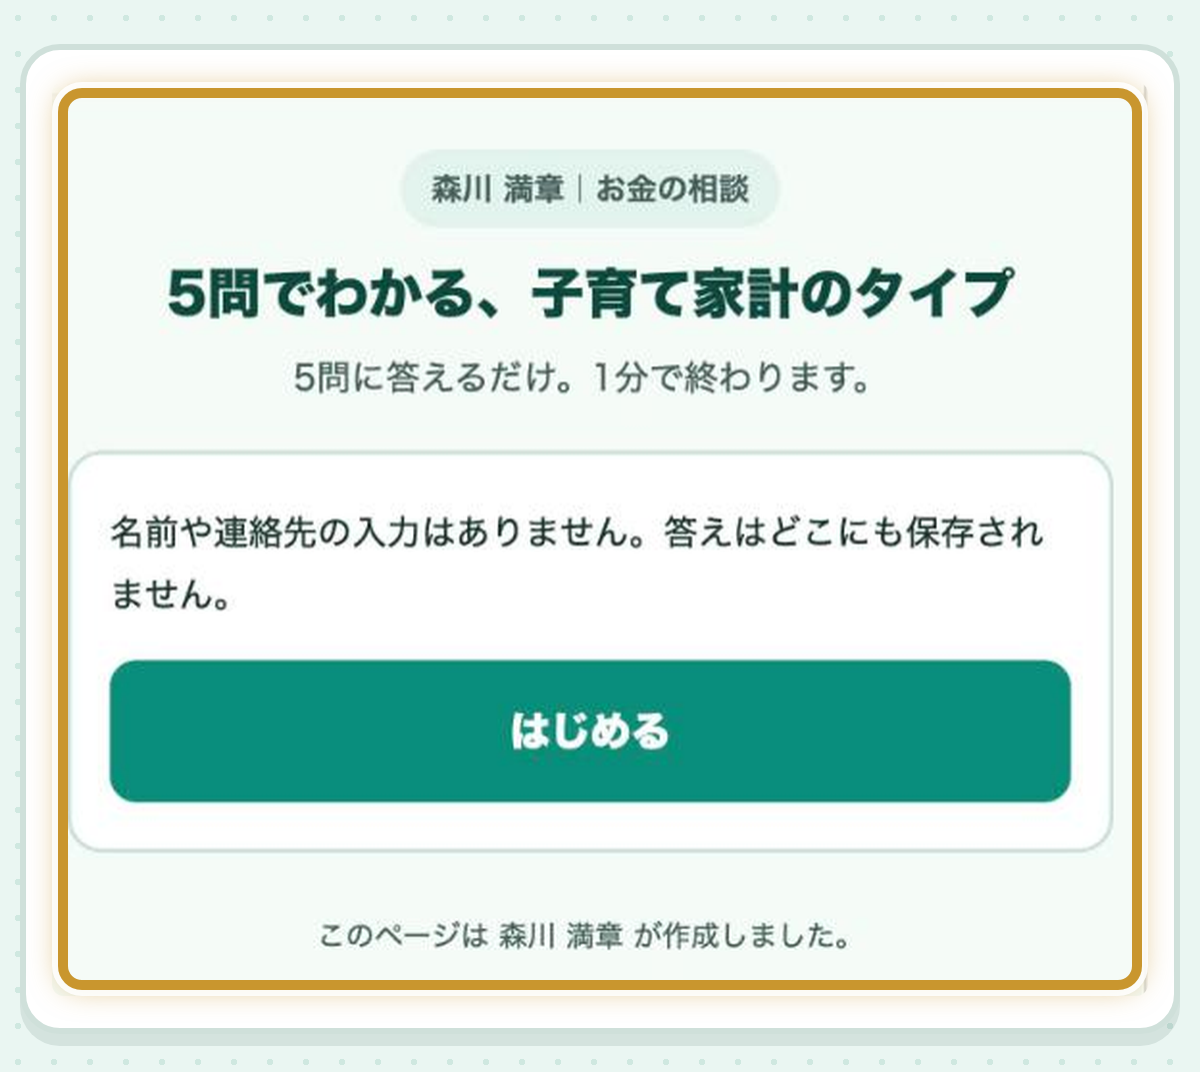 森川 満章｜お金の相談
5問でわかる、子育て家計のタイプ
5問に答えるだけ。1分で終わります。
名前や連絡先の入力はありません。答えはどこにも保存され
ません。
はじめる
このページは 森川 満章 が作成しました。